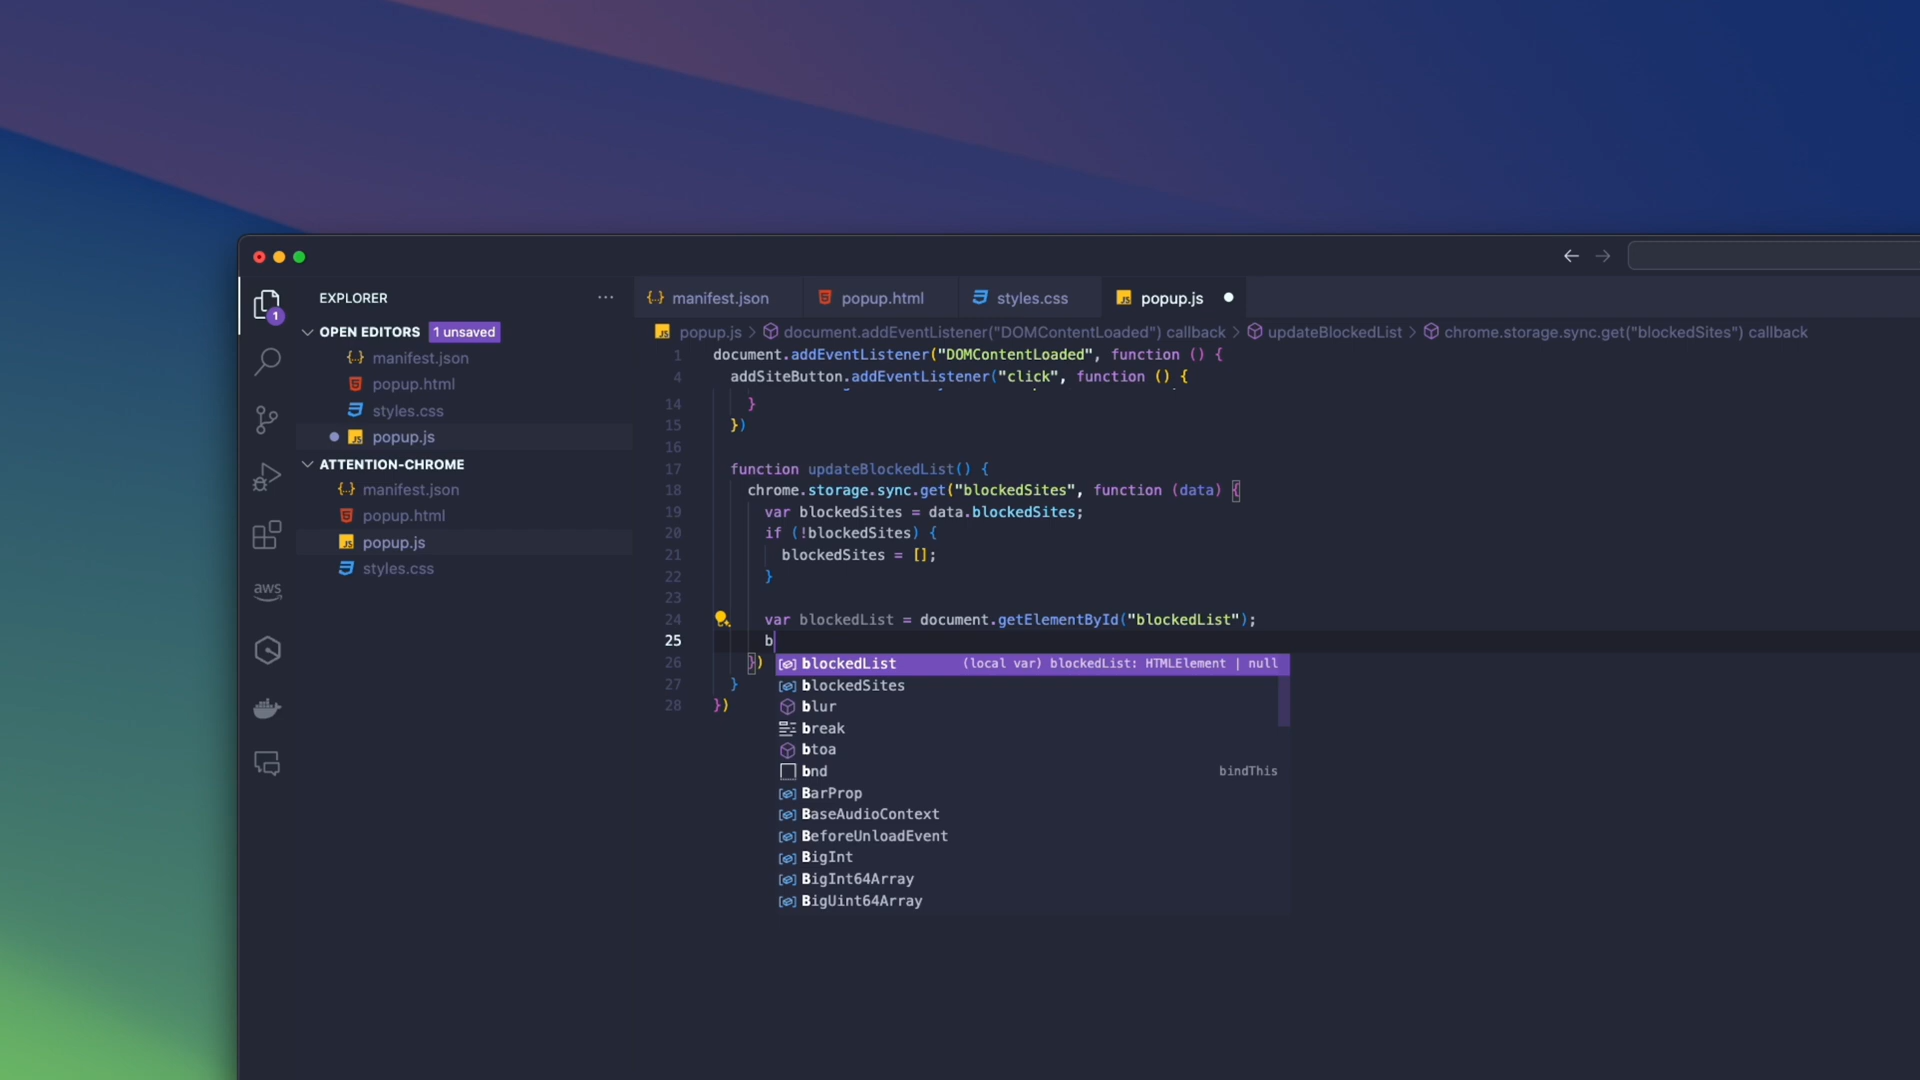 EXPLORER
OPEN EDITORS 1 unsaved
manifest.json
popup.html
styles.css
popup.js
ATTENTION-CHROME
manifest.json
popup.html
popup.js
styles.css
1
aws
manifest.json popup.html styles.css popup.js
popup.js > document.addEventListener("DOMContentLoaded") callback > updateBlockedList > chrome.storage.sync.get("blockedSites") callback
1 document.addEventListener("DOMContentLoaded", function () {
4 addSiteButton.addEventListener("click", function () {
14 }
15 })
16
17 function updateBlockedList() {
18 chrome.storage.sync.get("blockedSites", function (data) {
19 var blockedSites = data.blockedSites;
20 if (!blockedSites) {
21 blockedSites = [];
22 }
23
24 var blockedList = document.getElementById("blockedList");
25 b
26 })
27 }
28 })
blockedList (local var) blockedList: HTMLElement | null
blockedSites
blur
break
btoa
bnd bindThis
BarProp
BaseAudioContext
BeforeUnloadEvent
BigInt
BigInt64Array
BigUint64Array